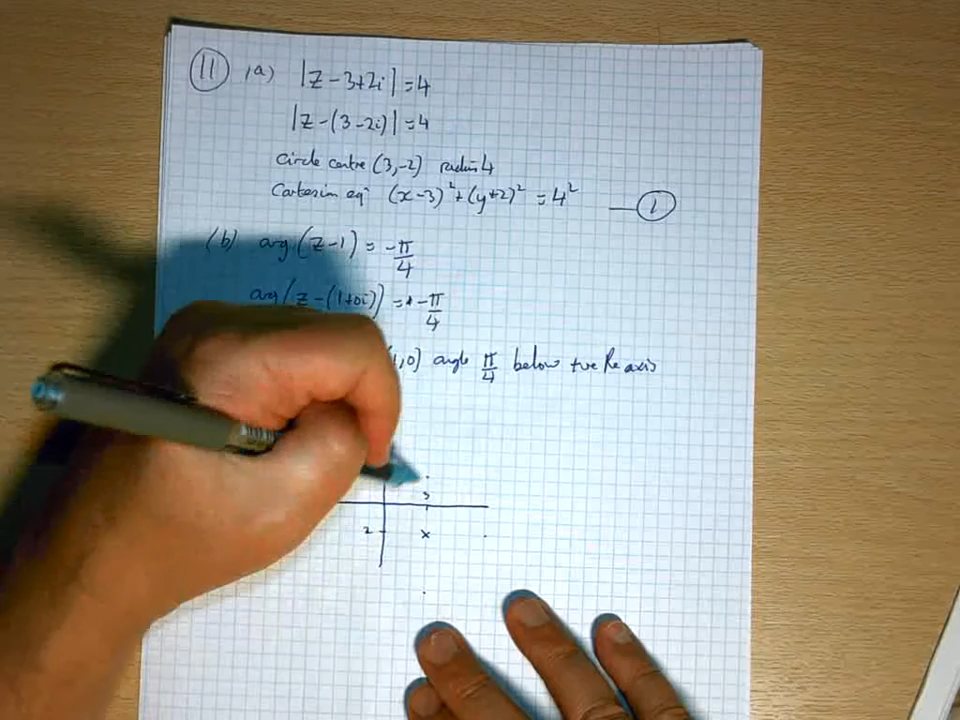 11 (a) |z-3+2i| = 4
|z-(3-2i)| = 4
Circle centre (3,-2) radius 4
Cartesian eqn (x-3)² + (y+2)² = 4² — 1
(b) arg (z-1) = -π/4
arg (z-(1+0i)) = -π/4
1,0) angle π/4 below +ve Re axis
3
2 x